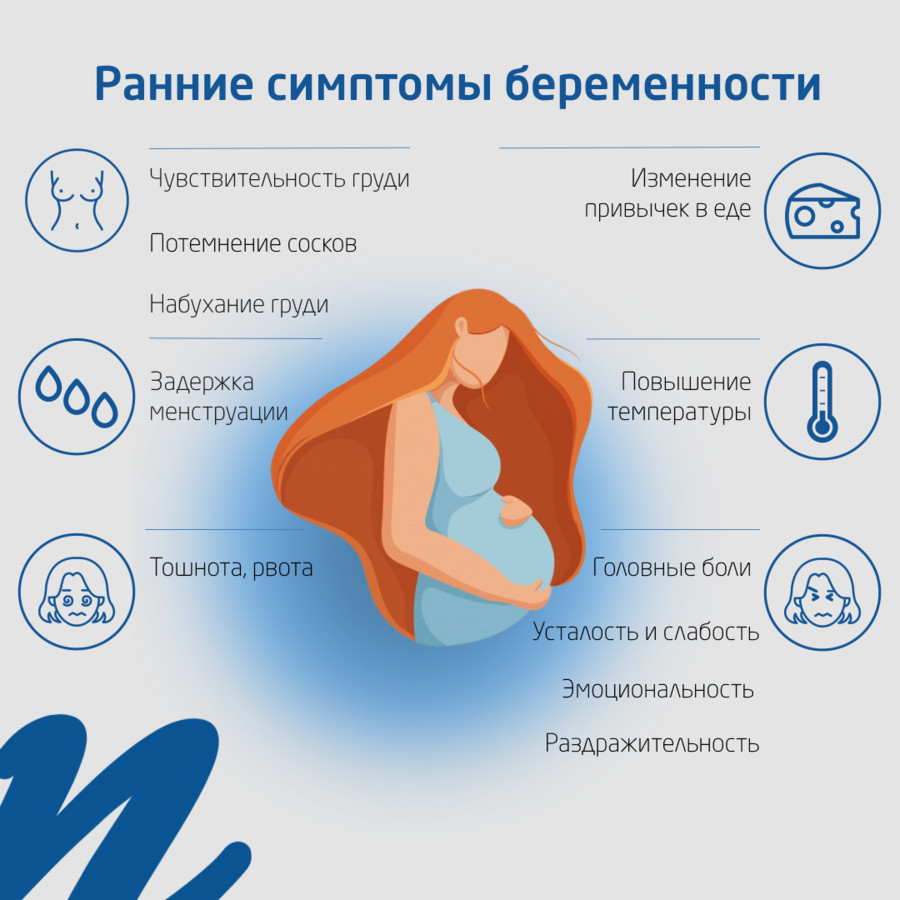 Ранние симптомы беременности
Чувствительность груди
Потемнение сосков
Набухание груди
Задержка
менструации
Тошнота, рвота
Изменение
привычек в еде
Повышение
температуры
Головные боли
Усталость и слабость
Эмоциональность
Раздражительность